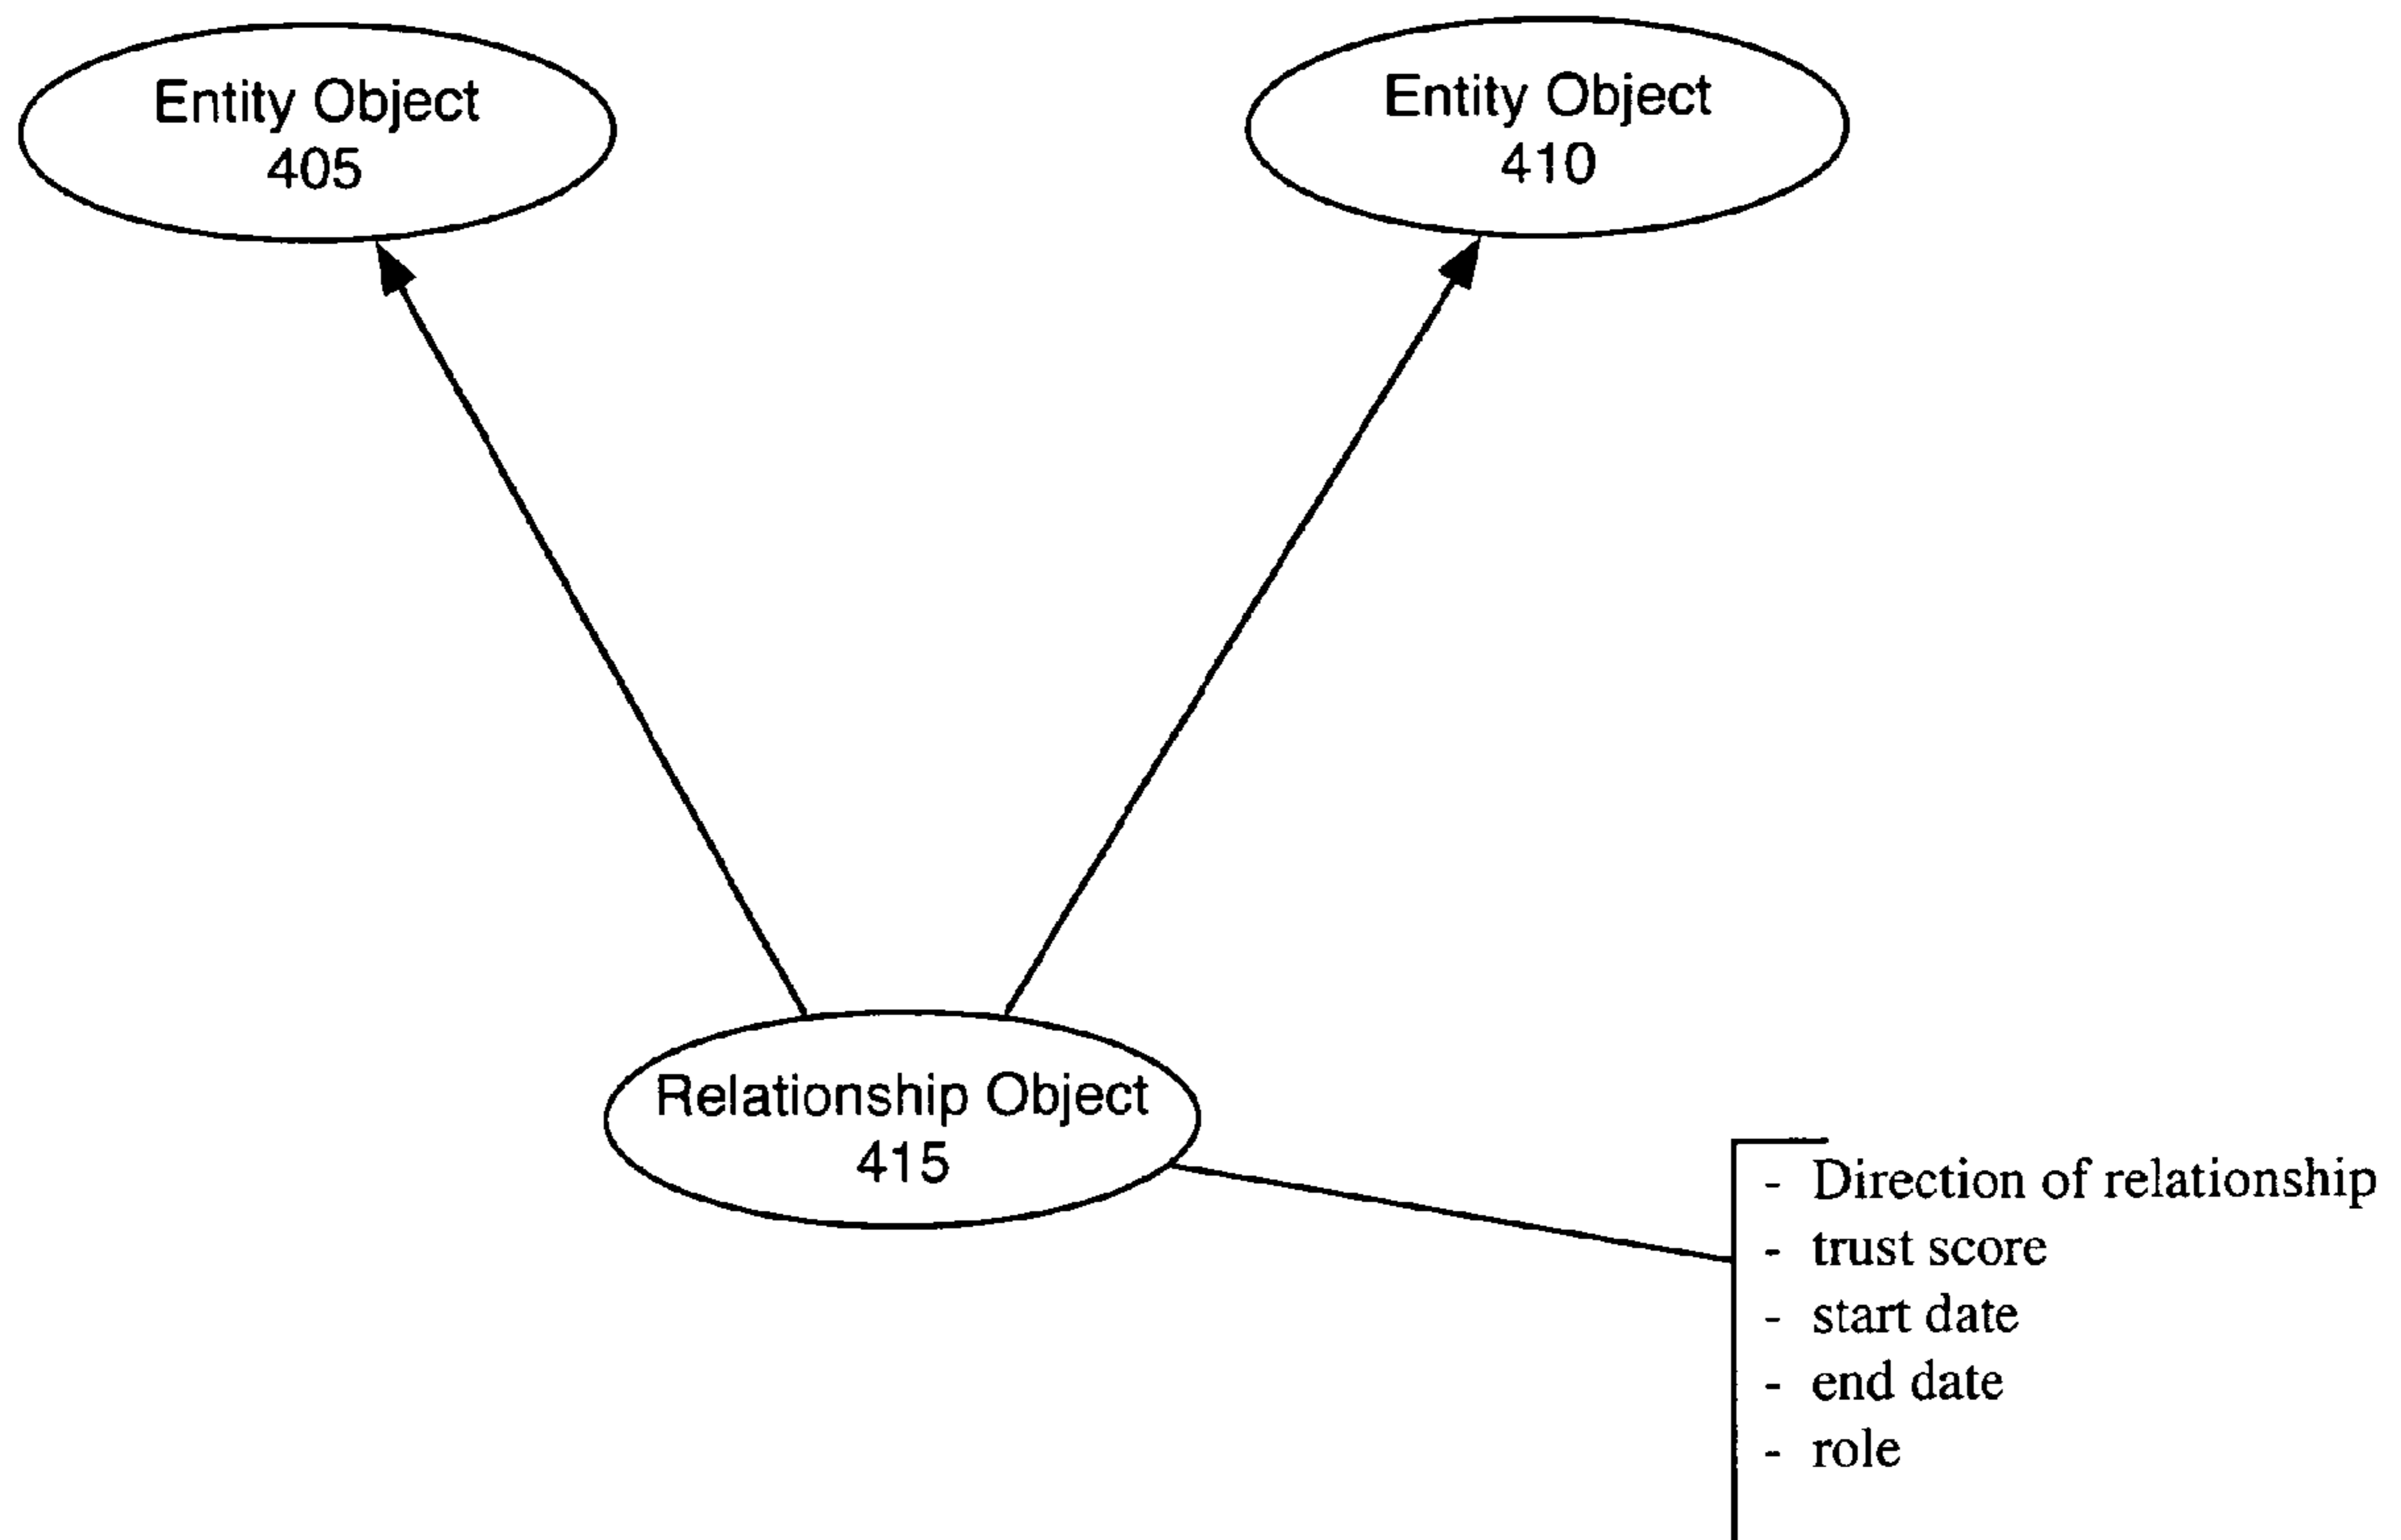 Entity Object
405
Entity Object
410
Relationship Object
415
- Direction of relationship
- trust score
- start date
- end date
- role